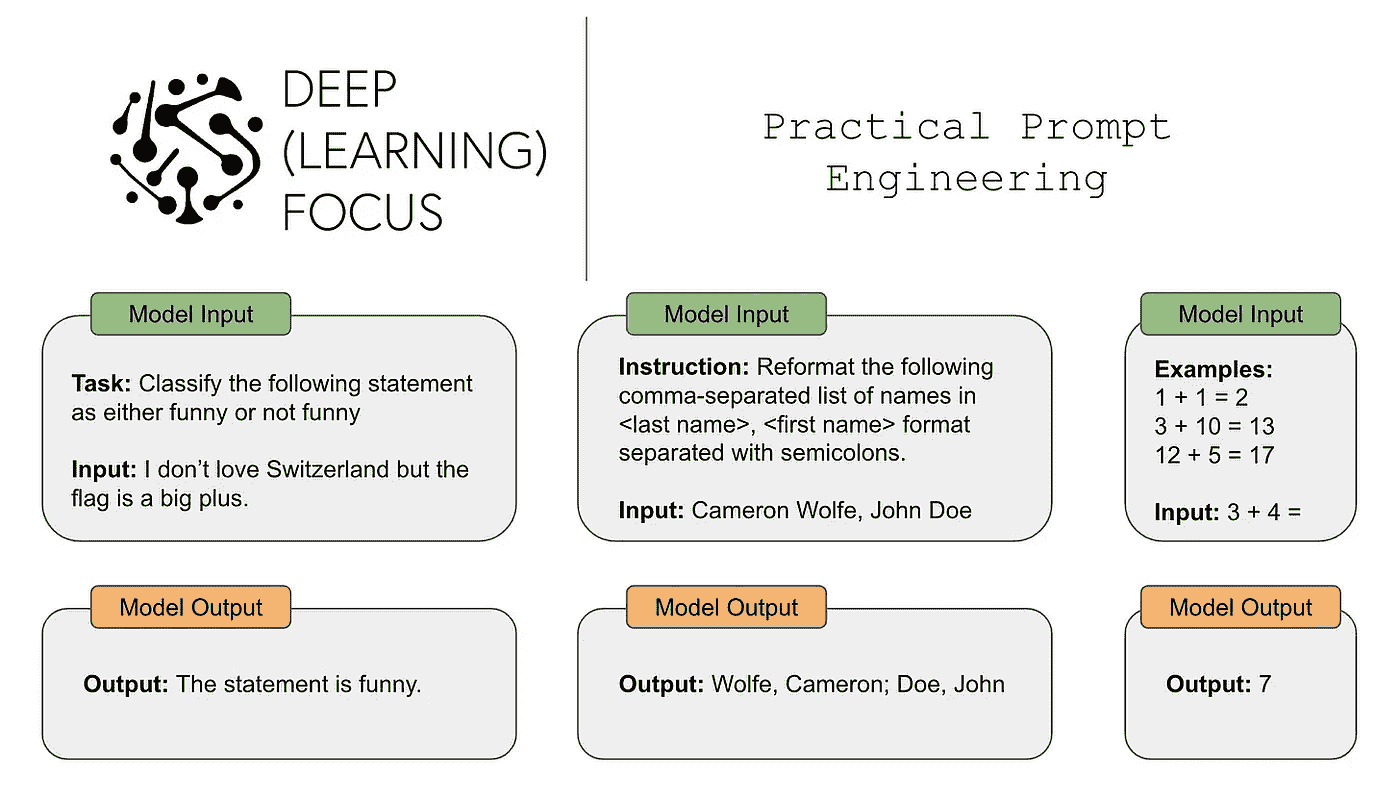 DEEP
(LEARNING)
FOCUS
Practical Prompt
Engineering
Model Input
Task: Classify the following statement
as either funny or not funny
Input: I don’t love Switzerland but the
flag is a big plus.
Model Input
Instruction: Reformat the following
comma-separated list of names in
<last name>, <first name> format
separated with semicolons.
Input: Cameron Wolfe, John Doe
Model Input
Examples:
1 + 1 = 2
3 + 10 = 13
12 + 5 = 17
Input: 3 + 4 =
Model Output
Output: The statement is funny.
Model Output
Output: Wolfe, Cameron; Doe, John
Model Output
Output: 7